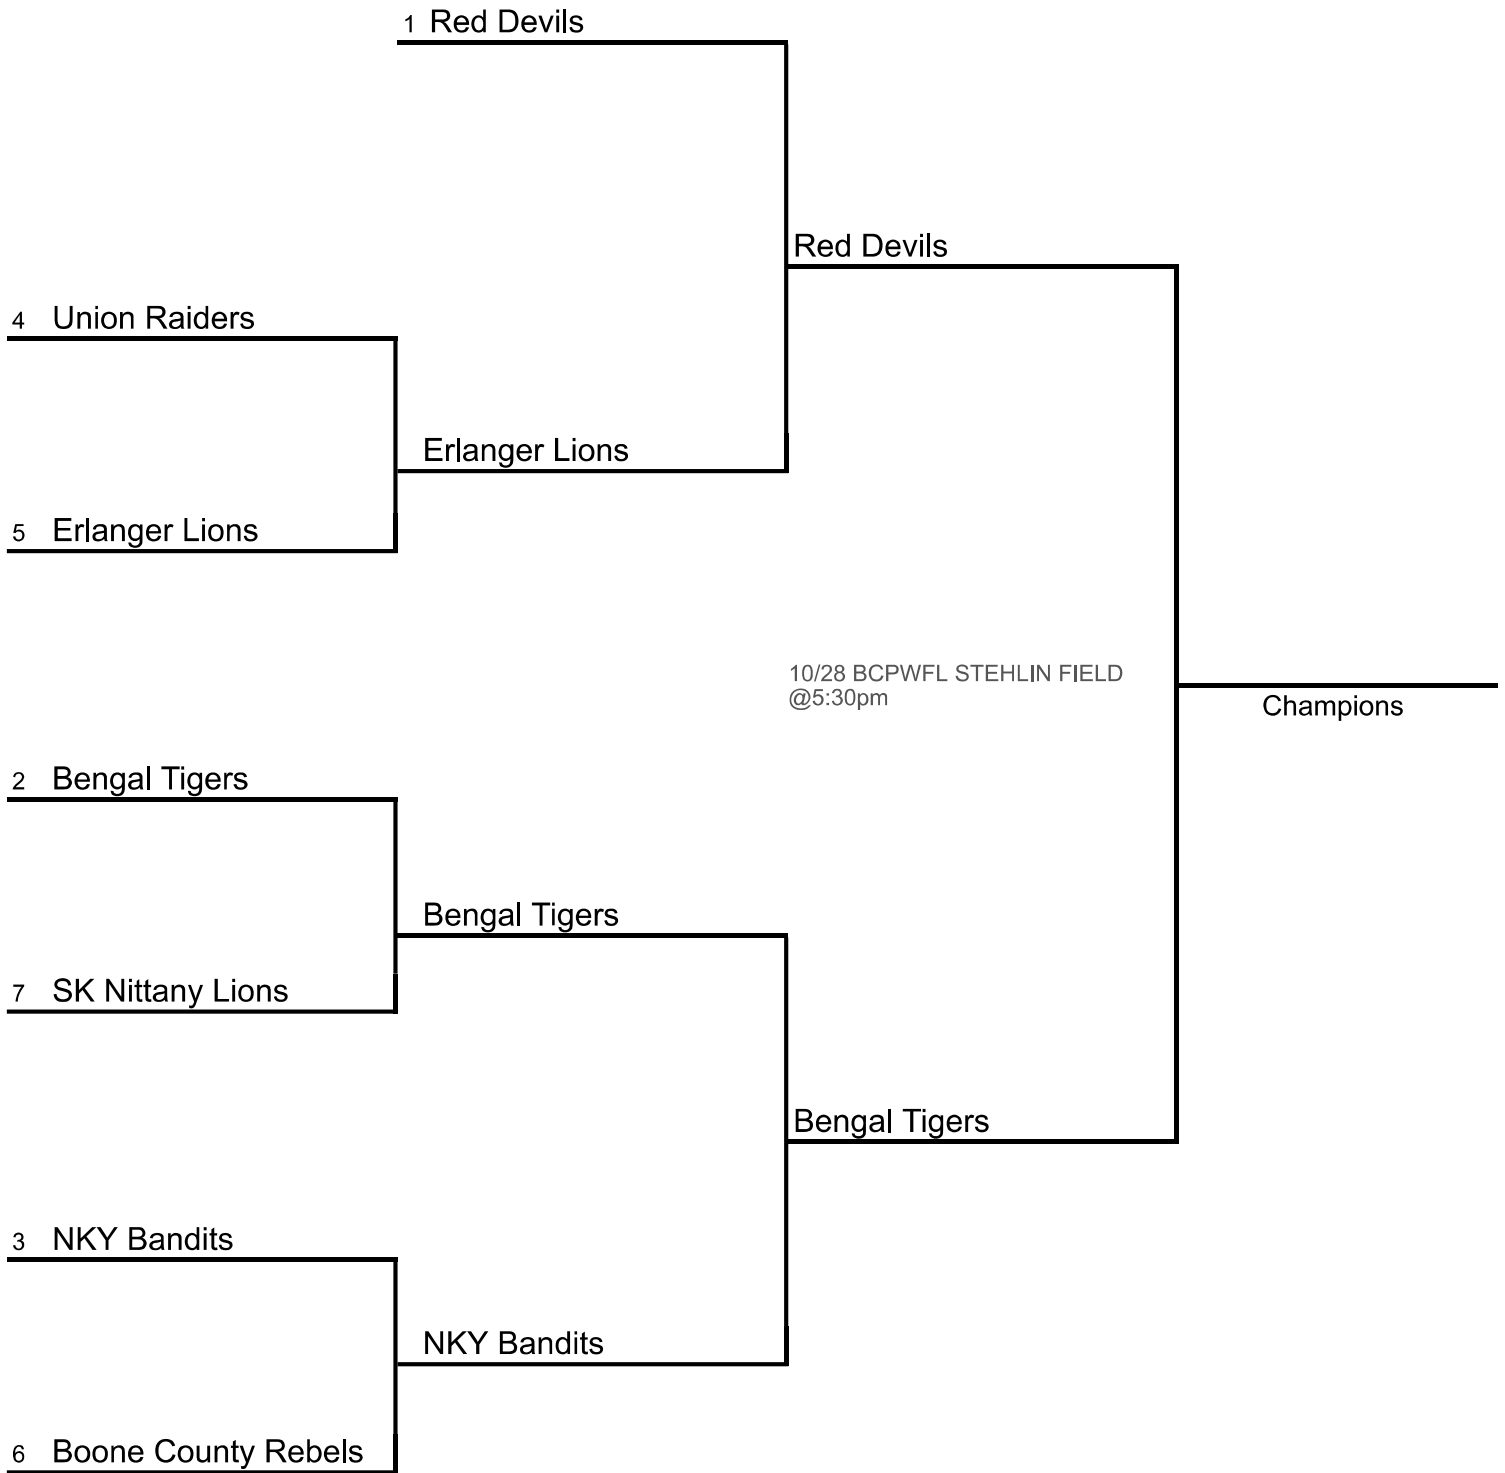 1 Red Devils
Red Devils
4 Union Raiders
Erlanger Lions
5 Erlanger Lions
10/28 BCPWFL STEHLIN FIELD
@5:30pm
Champions
2 Bengal Tigers
Bengal Tigers
7 SK Nittany Lions
Bengal Tigers
3 NKY Bandits
NKY Bandits
6 Boone County Rebels